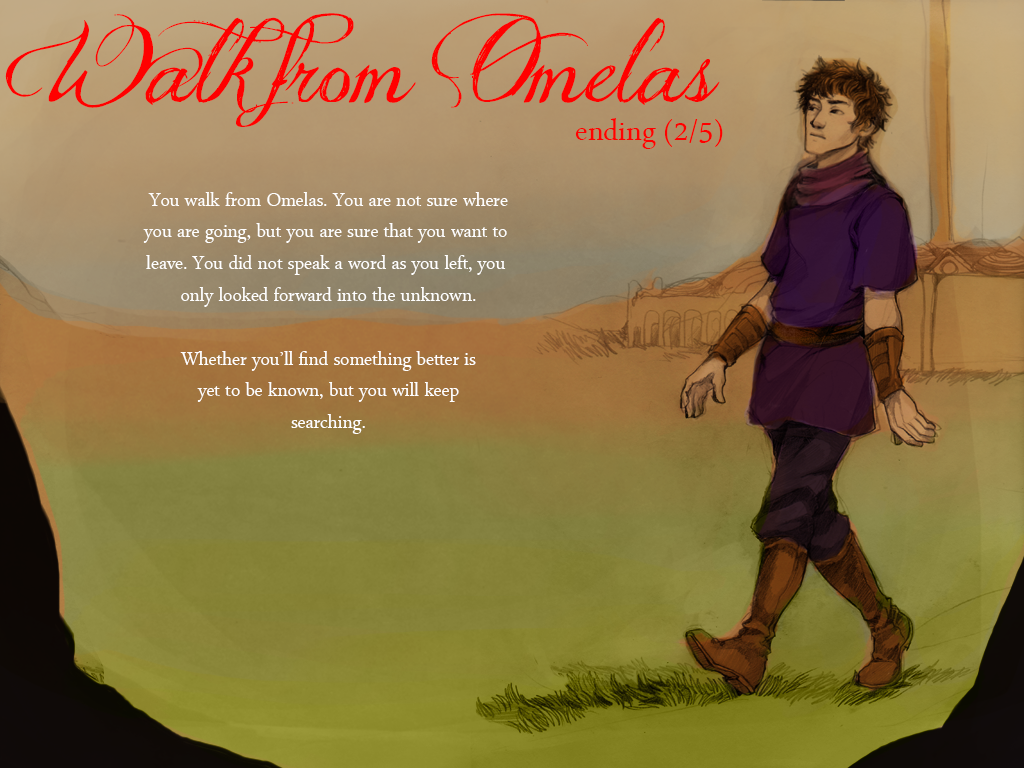 Walk from Omelas
ending (2/5)
You walk from Omelas. You are not sure where
you are going, but you are sure that you want to
leave. You did not speak a word as you left, you
only looked forward into the unknown.
Whether you’ll find something better is
yet to be known, but you will keep
searching.